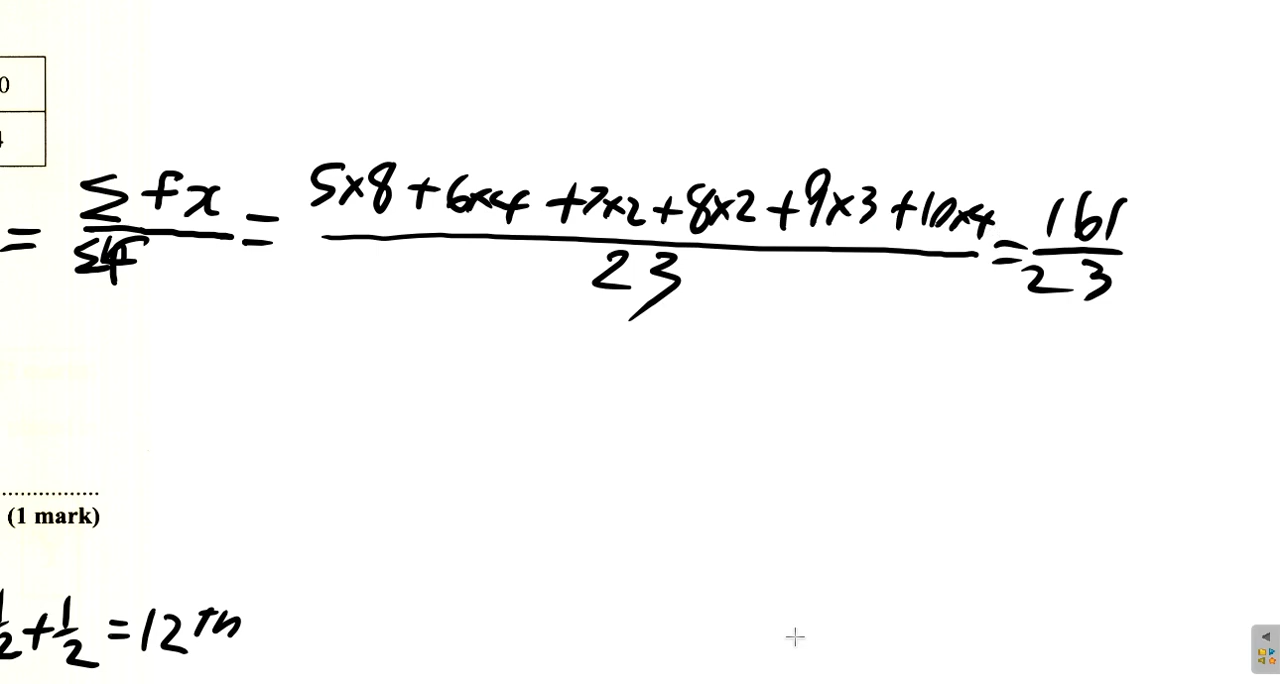 0
4
= Σfx / Σf = 5×8+6×4+7×2+8×2+9×3+10×4 / 23 = 161 / 23
(1 mark)
1/2 + 1/2 = 12th